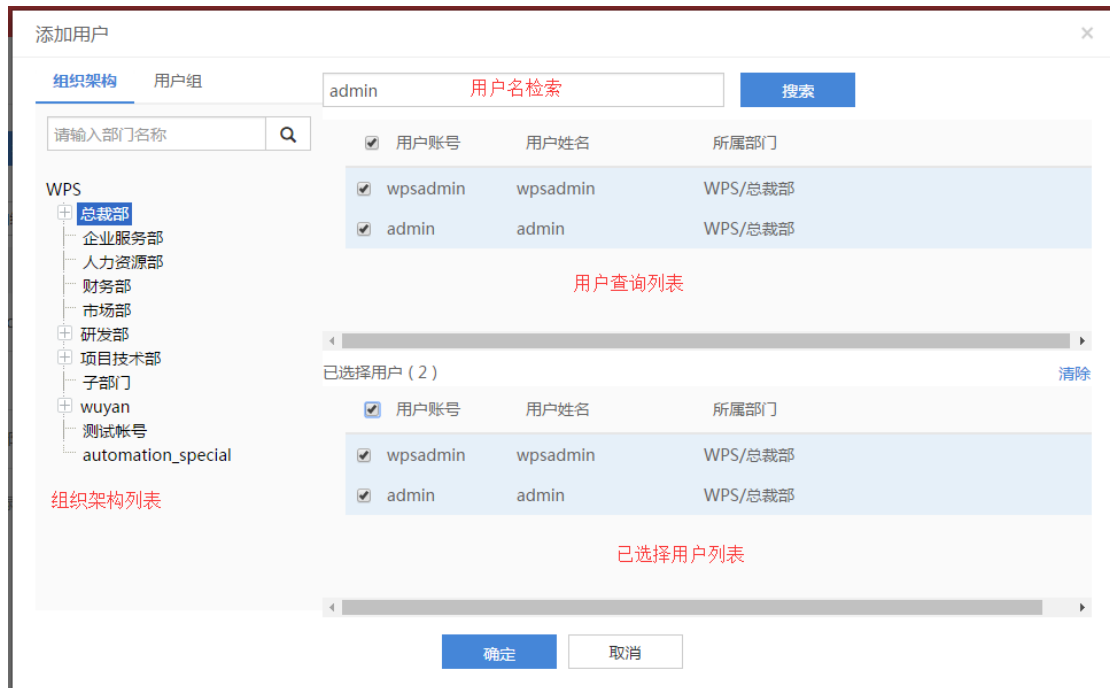 添加用户
×
组织架构 用户组
请输入部门名称
WPS
总裁部
企业服务部
人力资源部
财务部
市场部
研发部
项目技术部
子部门
wuyan
测试帐号
automation_special
组织架构列表
admin 用户名检索 搜索
用户账号 用户姓名 所属部门
wpsadmin wpsadmin WPS/总裁部
admin admin WPS/总裁部
用户查询列表
已选择用户 ( 2 ) 清除
用户账号 用户姓名 所属部门
wpsadmin wpsadmin WPS/总裁部
admin admin WPS/总裁部
已选择用户列表
确定 取消